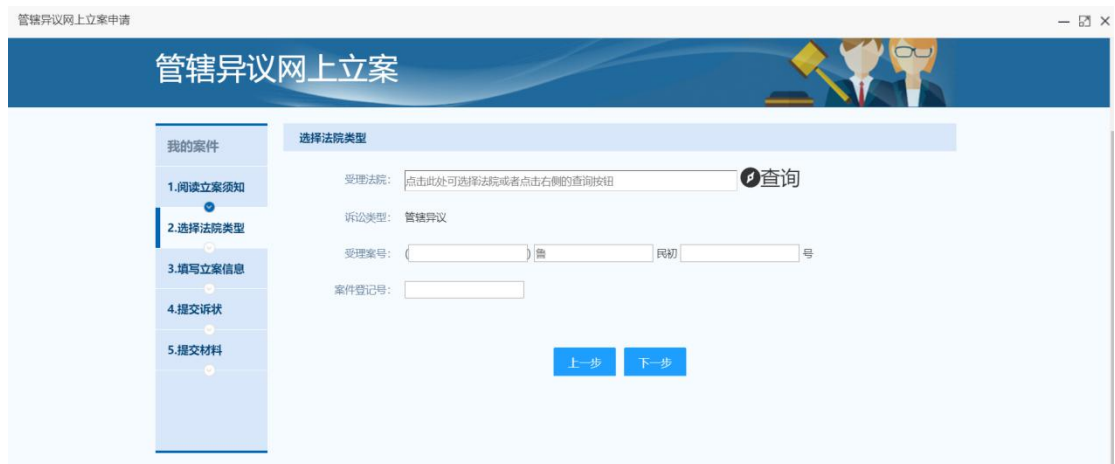 管辖异议网上立案申请
管辖异议网上立案
我的案件
1.阅读立案须知
2.选择法院类型
3.填写立案信息
4.提交诉状
5.提交材料
选择法院类型
受理法院： 点击此处可选择法院或者点击右侧的查询按钮 查询
诉讼类型： 管辖异议
受理案号： ( ) 鲁 民初 号
案件登记号：
上一步 下一步